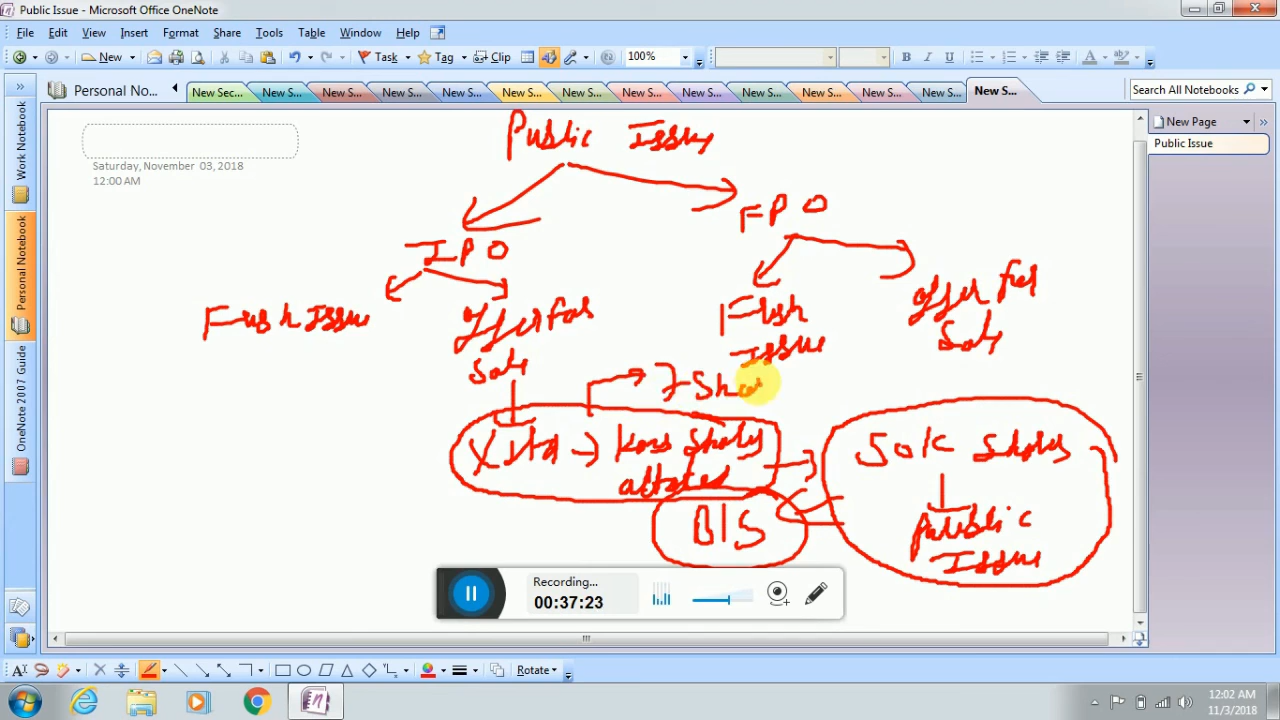 Public Issue - Microsoft Office OneNote
File Edit View Insert Format Share Tools Table Window Help
New Task Tag Clip 100%
Personal No... New Sec... New S... New S... New S... New S... New S... New S... New S... New S... New S... New S... New S... New S... New S...
Search All Notebooks
New Page
Public Issue
Work Notebook
Personal Notebook
OneNote 2007 Guide
Saturday, November 03, 2018
12:00 AM
Public Issue
IPO
FPO
Issue
offer for
Sale
Issue
offer for
Sale
X Ltd
50K Shares
Public
Issue
B/S
Recording...
00:37:23
Rotate
12:02 AM
11/3/2018